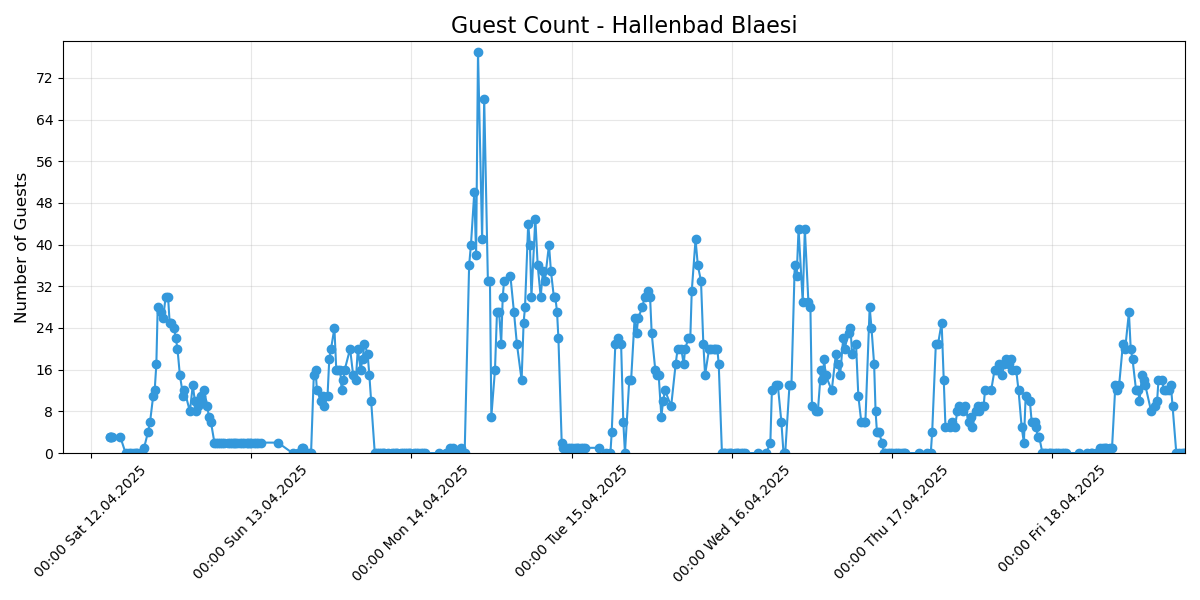 Guest Count - Hallenbad Blaesi
Number of Guests
72
64
56
48
40
32
24
16
8
0
00:00 Sat 12.04.2025
00:00 Sun 13.04.2025
00:00 Mon 14.04.2025
00:00 Tue 15.04.2025
00:00 Wed 16.04.2025
00:00 Thu 17.04.2025
00:00 Fri 18.04.2025